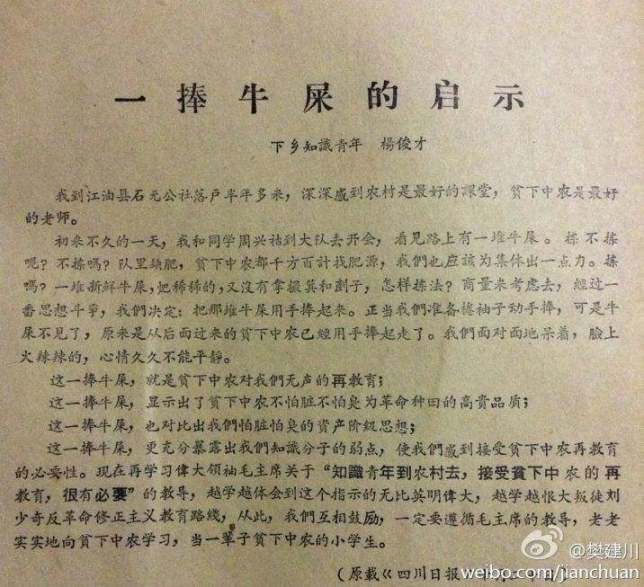 一捧牛屎的启示
下乡知識青年 楊俊才
我到江油县石元公社落戶半年多来，深深感到农村是最好的課堂，貧下中农是最好
的老师。
初来不久的一天，我和同学周兴祜到大队去开会，看見路上有一堆牛屎。揀不揀
呢？不揀嗎？队里缺肥，貧下中农都千方百計找肥源，我們也应該为集体出一点力。揀
嗎？一堆新鮮牛屎，𥻗稀稀的，又沒有拿撮箕和割子，怎样揀法？商量来考虑去，經过一
番思想斗爭，我們决定：把那堆牛屎用手捧起来。正当我們准备捲袖子动手捧，可是牛
屎不見了，原来是从后面过来的貧下中农已經用手捧起走了。我們面对面地呆着，臉上
火辣辣的，心情久久不能平靜。
这一捧牛屎，就是貧下中农对我們无声的再教育；
这一捧牛屎，显示出了貧下中农不怕脏不怕臭为革命种田的高貴品质；
这一捧牛屎，也对比出我們怕脏怕臭的资产阶级思想；
这一捧牛屎，更充分暴露出我們知識分子的弱点，使我們感到接受貧下中农再教育
的必要性。现在再学习偉大領袖毛主席关于“知識青年到农村去，接受貧下中农的再
教育，很有必要”的教导，越学越体会到这个指示的无比英明偉大，越学越恨大叛徒刘
少奇反革命修正主义教育路綫，从此，我們互相鼓励，一定要遵循毛主席的教导，老老
实实地向貧下中农学习，当一輩子貧下中农的小学生。
（原载《四川日报
@樊建川
weibo.com/jianchuan